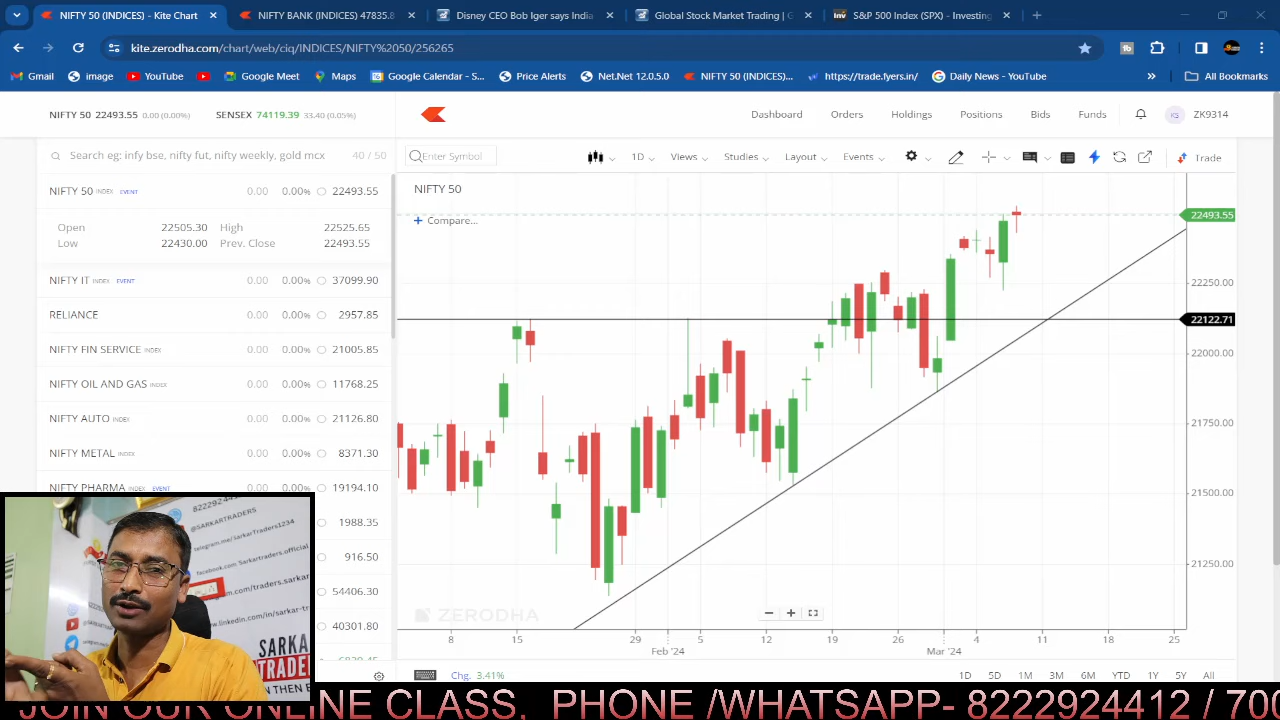 NIFTY 50 (INDICES) - Kite Chart
NIFTY BANK (INDICES) 47835.8
Disney CEO Bob Iger says India
Global Stock Market Trading | G
S&P 500 Index (SPX) - Investing
kite.zerodha.com/chart/web/ciq/INDICES/NIFTY%2050/256265
Gmail image YouTube Google Meet Maps Google Calendar - S... Price Alerts Net.Net 12.0.5.0 NIFTY 50 (INDICES)... https://trade.fyers.in/ Daily News - YouTube » All Bookmarks
NIFTY 50 22493.55 0.00 (0.00%) SENSEX 74119.39 33.40 (0.05%)
Dashboard Orders Holdings Positions Bids Funds KS ZK9314
Search eg: infy bse, nifty fut, nifty weekly, gold mcx 40 / 50
Enter Symbol 1D Views Studies Layout Events Trade
NIFTY 50 INDEX EVENT 0.00 0.00% 22493.55
Open 22505.30 High 22525.65
Low 22430.00 Prev. Close 22493.55
NIFTY IT INDEX EVENT 0.00 0.00% 37099.90
RELIANCE 0.00 0.00% 2957.85
NIFTY FIN SERVICE INDEX 0.00 0.00% 21005.85
NIFTY OIL AND GAS INDEX 0.00 0.00% 11768.25
NIFTY AUTO INDEX 0.00 0.00% 21126.80
NIFTY METAL INDEX 0.00 0.00% 8371.30
NIFTY PHARMA INDEX EVENT 0.00 0.00% 19194.10
1988.35
916.50
54406.30
40301.80
NIFTY 50
+ Compare...
22493.55
22250.00
22122.71
22000.00
21750.00
21500.00
21250.00
ZERODHA
8 15 29 5 12 19 26 4 11 18 25
Feb '24 Mar '24
Chg. 3.41% 1D 5D 1M 3M 6M YTD 1Y 5Y All
@SARKARTRADERS
telegram.me/SarkarTraders1234
facebook.com/Sarkartraders.official
SARKAR
TRADERS
JOIN OUR ONLINE CLASS, PHONE /WHATSAPP- 8222924412 / 700